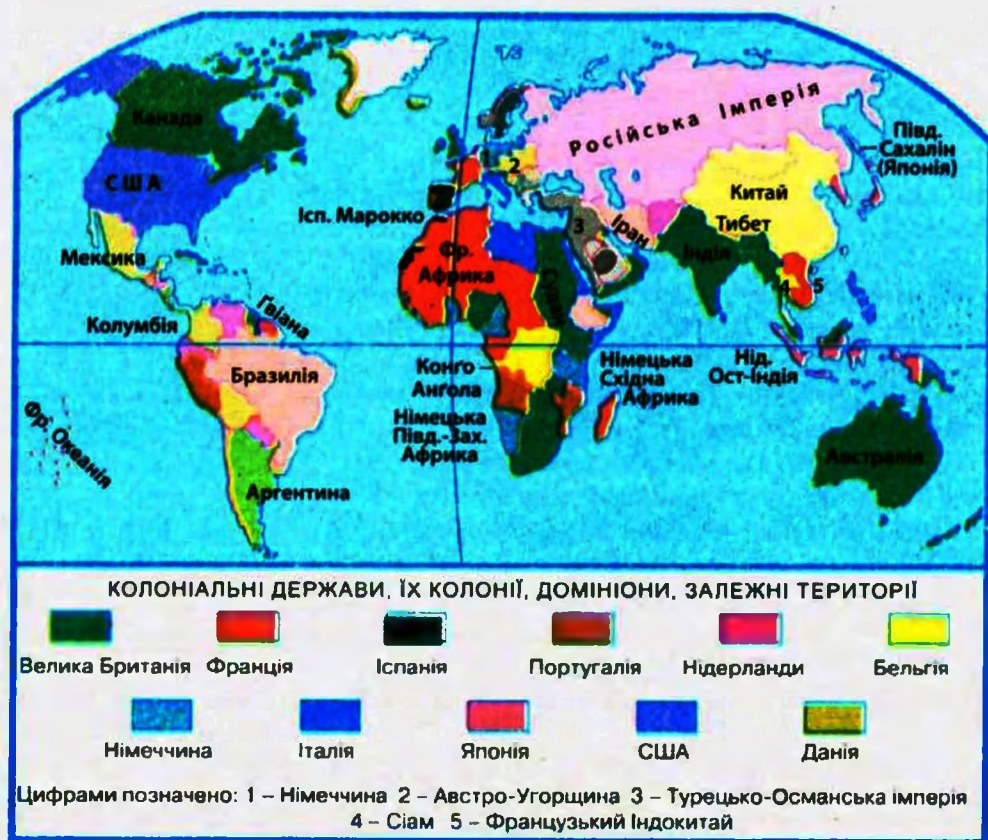 Канада
США
Мексика
Колумбія
Ґвіана
Бразилія
Аргентина
Фр. Океанія
Ісп. Марокко
Фр.
Африка
Судан
Конго
Ангола
Німецька
Півд.-Зах.
Африка
Німецька
Східна
Африка
1
2
3
Російська Імперія
Іран
Китай
Тибет
Індія
4
5
Півд.
Сахалін
(Японія)
Нід.
Ост-Індія
Австралія
КОЛОНІАЛЬНІ ДЕРЖАВИ, ЇХ КОЛОНІЇ, ДОМІНІОНИ, ЗАЛЕЖНІ ТЕРИТОРІЇ
Велика Британія Франція Іспанія Португалія Нідерланди Бельгія
Німеччина Італія Японія США Данія
Цифрами позначено: 1 – Німеччина 2 – Австро-Угорщина 3 – Турецько-Османська імперія
4 – Сіам 5 – Французький Індокитай